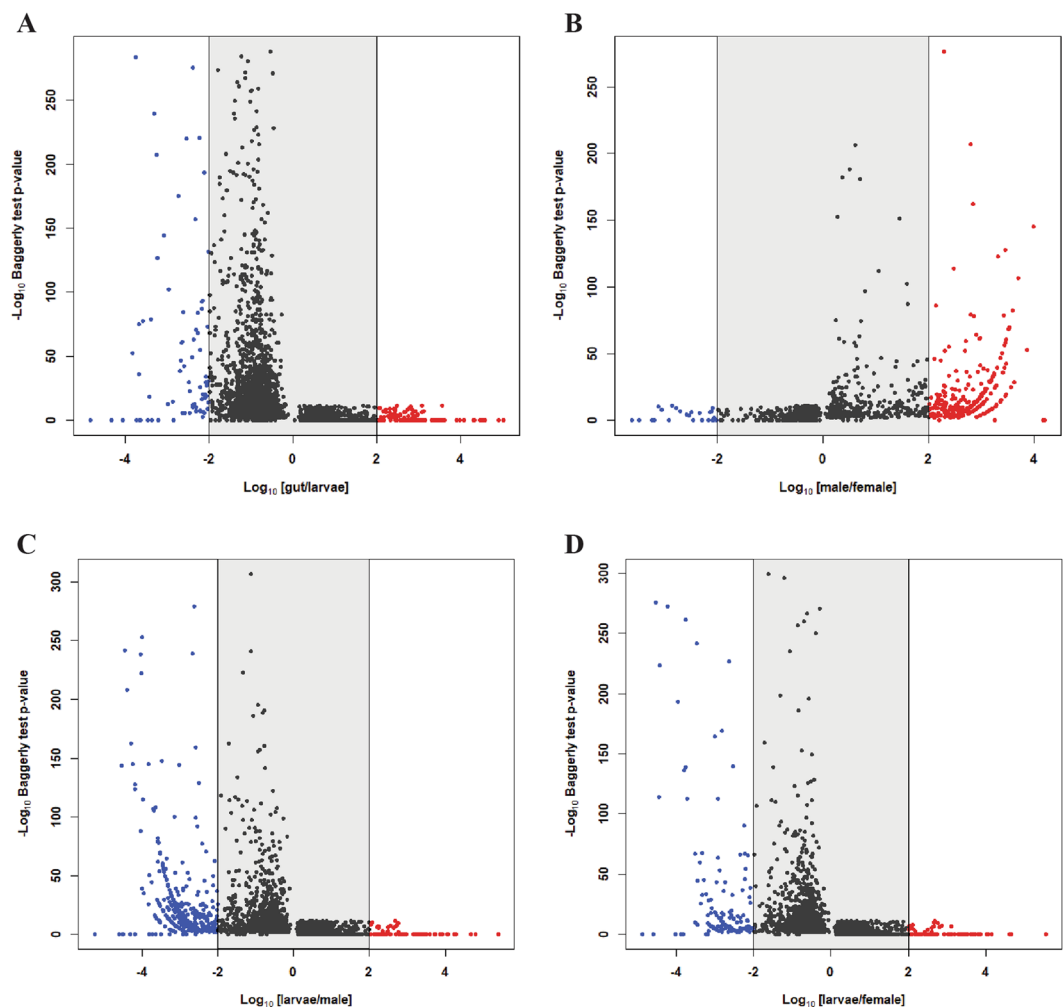 A
B
-Log10 Baggerly test p-value
250
200
150
100
50
0
-4 -2 0 2 4
Log10 [gut/larvae]
-Log10 Baggerly test p-value
250
200
150
100
50
0
-2 0 2 4
Log10 [male/female]
C
D
-Log10 Baggerly test p-value
300
250
200
150
100
50
0
-4 -2 0 2 4
Log10 [larvae/male]
-Log10 Baggerly test p-value
300
250
200
150
100
50
0
-4 -2 0 2 4
Log10 [larvae/female]